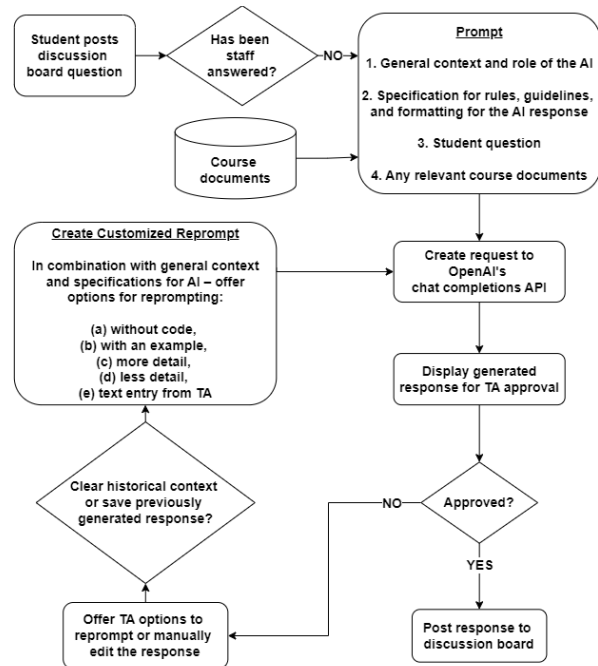 Student posts
discussion
board question
Has been
staff
answered?
NO
Prompt
1. General context and role of the AI
2. Specification for rules, guidelines,
and formatting for the AI response
3. Student question
4. Any relevant course documents
Course
documents
Create Customized Reprompt
In combination with general context
and specifications for AI – offer
options for reprompting:
(a) without code,
(b) with an example,
(c) more detail,
(d) less detail,
(e) text entry from TA
Create request to
OpenAI's
chat completions API
Display generated
response for TA approval
Clear historical context
or save previously
generated response?
NO
Approved?
YES
Offer TA options to
reprompt or manually
edit the response
Post response to
discussion board